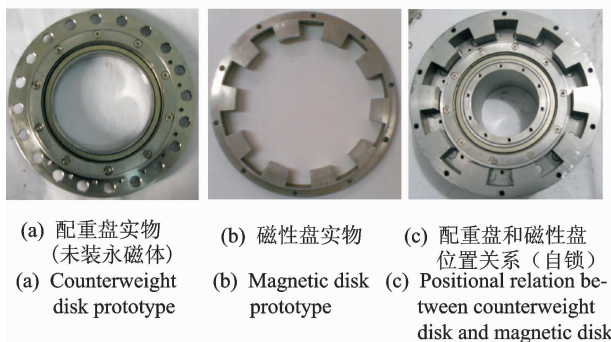 (a) 配重盘实物
(未装永磁体)
(a) Counterweight
disk prototype
(b) 磁性盘实物
(b) Magnetic disk
prototype
(c) 配重盘和磁性盘
位置关系（自锁）
(c) Positional relation be-
tween counterweight
disk and magnetic disk